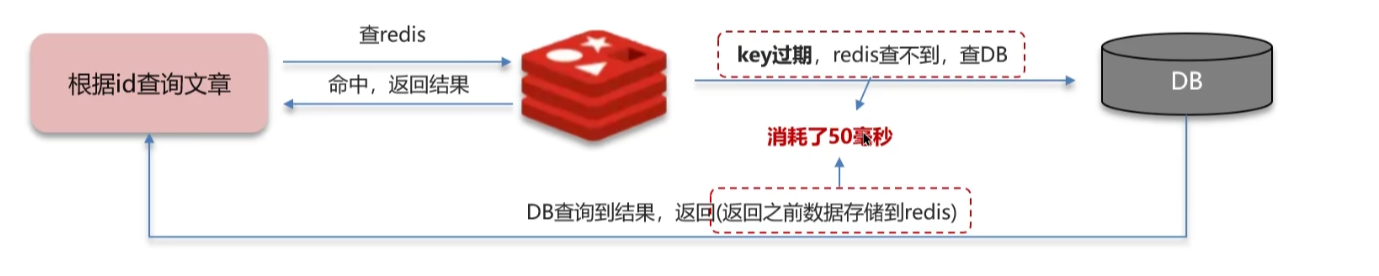 查redis
key过期，redis查不到，查DB
根据id查询文章
命中，返回结果
DB
消耗了50毫秒
DB查询到结果，返回(返回之前数据存储到redis)